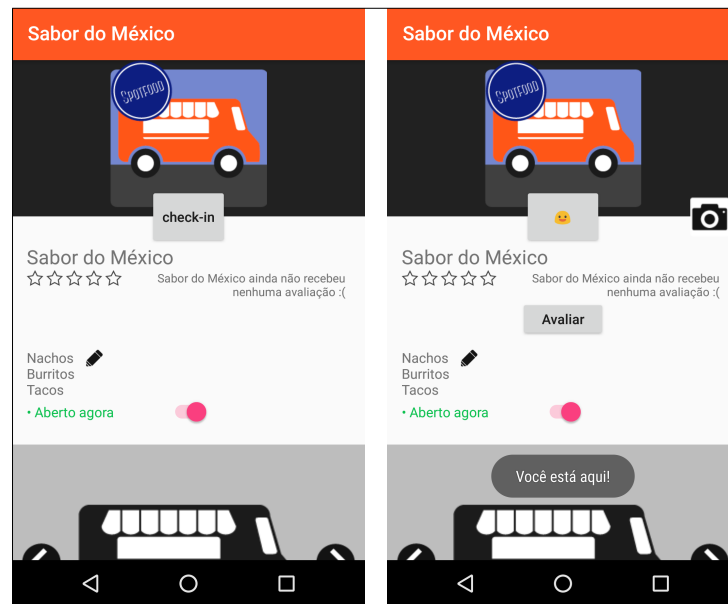 Sabor do México
SPOTFOOD
check-in
Sabor do México
Sabor do México ainda não recebeu
nenhuma avaliação :(
Nachos
Burritos
Tacos
• Aberto agora
Sabor do México
SPOTFOOD
Sabor do México
Sabor do México ainda não recebeu
nenhuma avaliação :(
Avaliar
Nachos
Burritos
Tacos
• Aberto agora
Você está aqui!